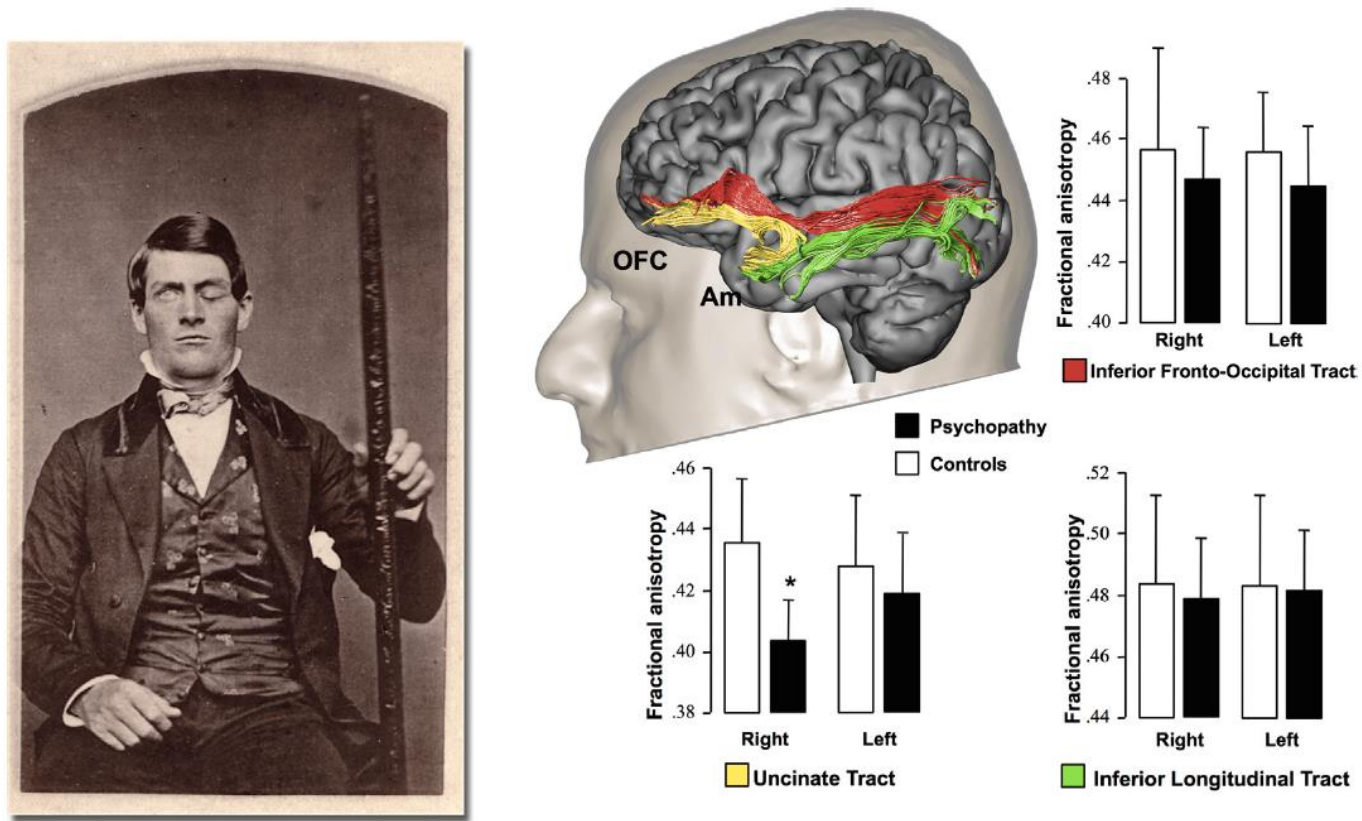 OFC
Am
Fractional anisotropy
.48
.46
.44
.42
.40
Right Left
Inferior Fronto-Occipital Tract
Psychopathy
Controls
Fractional anisotropy
.46
.44
.42
.40
.38
*
Right Left
Uncinate Tract
Fractional anisotropy
.52
.50
.48
.46
.44
Right Left
Inferior Longitudinal Tract